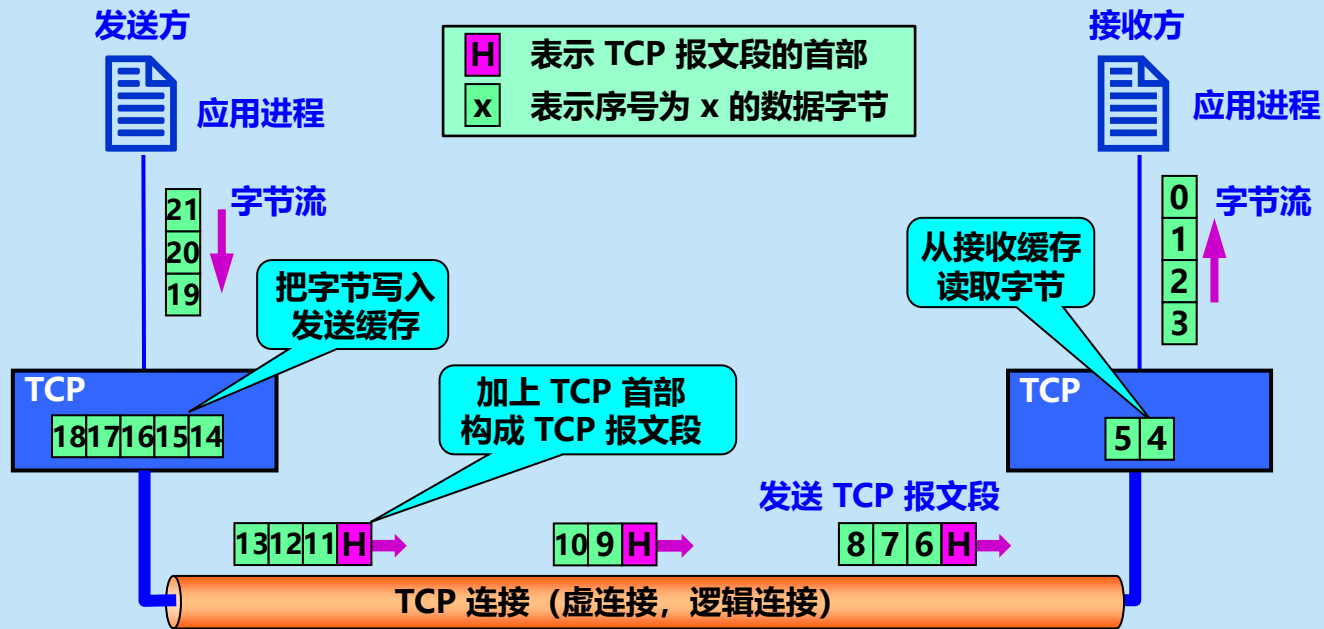 发送方
接收方
H 表示 TCP 报文段的首部
x 表示序号为 x 的数据字节
应用进程
应用进程
21
20
19
字节流
0
1
2
3
字节流
把字节写入
发送缓存
从接收缓存
读取字节
TCP
18 17 16 15 14
加上 TCP 首部
构成 TCP 报文段
TCP
5 4
发送 TCP 报文段
13 12 11 H
10 9 H
8 7 6 H
TCP 连接（虚连接，逻辑连接）